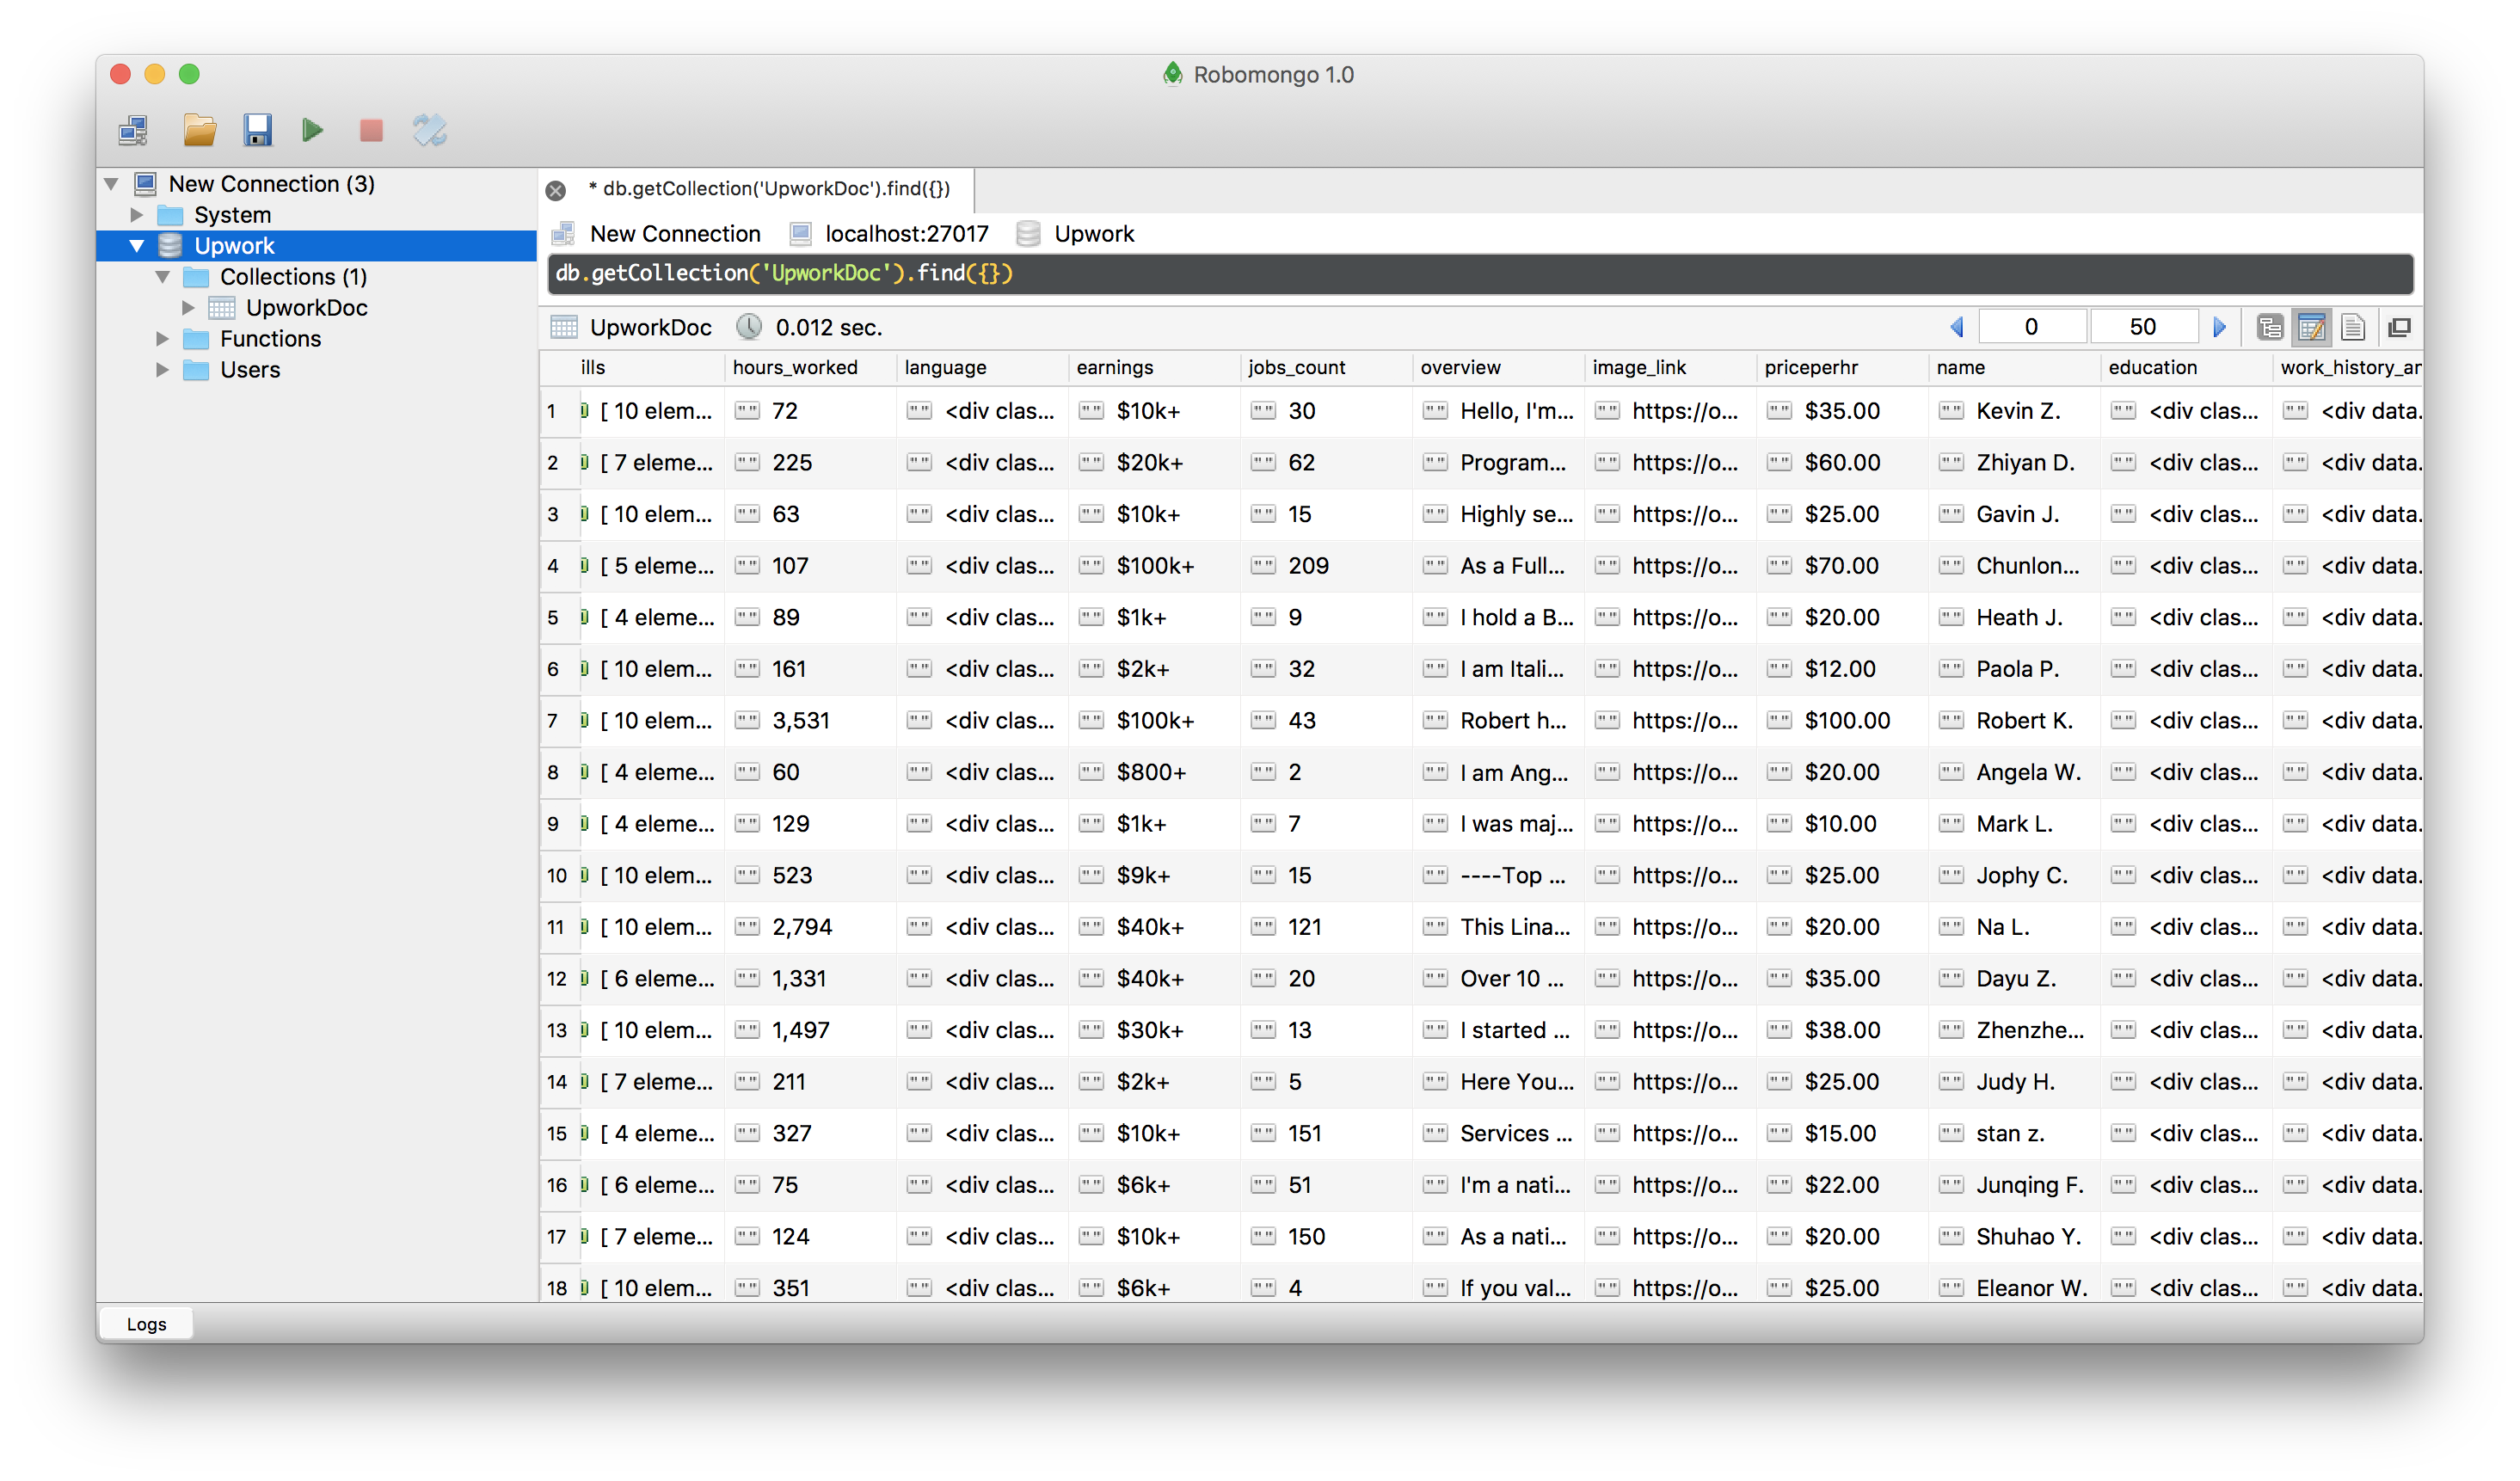 Robomongo 1.0
New Connection (3)
System
Upwork
Collections (1)
UpworkDoc
Functions
Users
* db.getCollection('UpworkDoc').find({})
New Connection localhost:27017 Upwork
db.getCollection('UpworkDoc').find({})
UpworkDoc 0.012 sec. 0 50
ills hours_worked language earnings jobs_count overview image_link priceperhr name education work_history_ar
1 [ 10 elem... "" 72 "" <div clas... "" $10k+ "" 30 "" Hello, I'm... "" https://o... "" $35.00 "" Kevin Z. "" <div clas... "" <div data.
2 [ 7 eleme... "" 225 "" <div clas... "" $20k+ "" 62 "" Program... "" https://o... "" $60.00 "" Zhiyan D. "" <div clas... "" <div data.
3 [ 10 elem... "" 63 "" <div clas... "" $10k+ "" 15 "" Highly se... "" https://o... "" $25.00 "" Gavin J. "" <div clas... "" <div data.
4 [ 5 eleme... "" 107 "" <div clas... "" $100k+ "" 209 "" As a Full... "" https://o... "" $70.00 "" Chunlon... "" <div clas... "" <div data.
5 [ 4 eleme... "" 89 "" <div clas... "" $1k+ "" 9 "" I hold a B... "" https://o... "" $20.00 "" Heath J. "" <div clas... "" <div data.
6 [ 10 elem... "" 161 "" <div clas... "" $2k+ "" 32 "" I am Itali... "" https://o... "" $12.00 "" Paola P. "" <div clas... "" <div data.
7 [ 10 elem... "" 3,531 "" <div clas... "" $100k+ "" 43 "" Robert h... "" https://o... "" $100.00 "" Robert K. "" <div clas... "" <div data.
8 [ 4 eleme... "" 60 "" <div clas... "" $800+ "" 2 "" I am Ang... "" https://o... "" $20.00 "" Angela W. "" <div clas... "" <div data.
9 [ 4 eleme... "" 129 "" <div clas... "" $1k+ "" 7 "" I was maj... "" https://o... "" $10.00 "" Mark L. "" <div clas... "" <div data.
10 [ 10 elem... "" 523 "" <div clas... "" $9k+ "" 15 "" ----Top ... "" https://o... "" $25.00 "" Jophy C. "" <div clas... "" <div data.
11 [ 10 elem... "" 2,794 "" <div clas... "" $40k+ "" 121 "" This Lina... "" https://o... "" $20.00 "" Na L. "" <div clas... "" <div data.
12 [ 6 eleme... "" 1,331 "" <div clas... "" $40k+ "" 20 "" Over 10 ... "" https://o... "" $35.00 "" Dayu Z. "" <div clas... "" <div data.
13 [ 10 elem... "" 1,497 "" <div clas... "" $30k+ "" 13 "" I started ... "" https://o... "" $38.00 "" Zhenzhe... "" <div clas... "" <div data.
14 [ 7 eleme... "" 211 "" <div clas... "" $2k+ "" 5 "" Here You... "" https://o... "" $25.00 "" Judy H. "" <div clas... "" <div data.
15 [ 4 eleme... "" 327 "" <div clas... "" $10k+ "" 151 "" Services ... "" https://o... "" $15.00 "" stan z. "" <div clas... "" <div data.
16 [ 6 eleme... "" 75 "" <div clas... "" $6k+ "" 51 "" I'm a nati... "" https://o... "" $22.00 "" Junqing F. "" <div clas... "" <div data.
17 [ 7 eleme... "" 124 "" <div clas... "" $10k+ "" 150 "" As a nati... "" https://o... "" $20.00 "" Shuhao Y. "" <div clas... "" <div data.
18 [ 10 elem... "" 351 "" <div clas... "" $6k+ "" 4 "" If you val... "" https://o... "" $25.00 "" Eleanor W. "" <div clas... "" <div data.
Logs